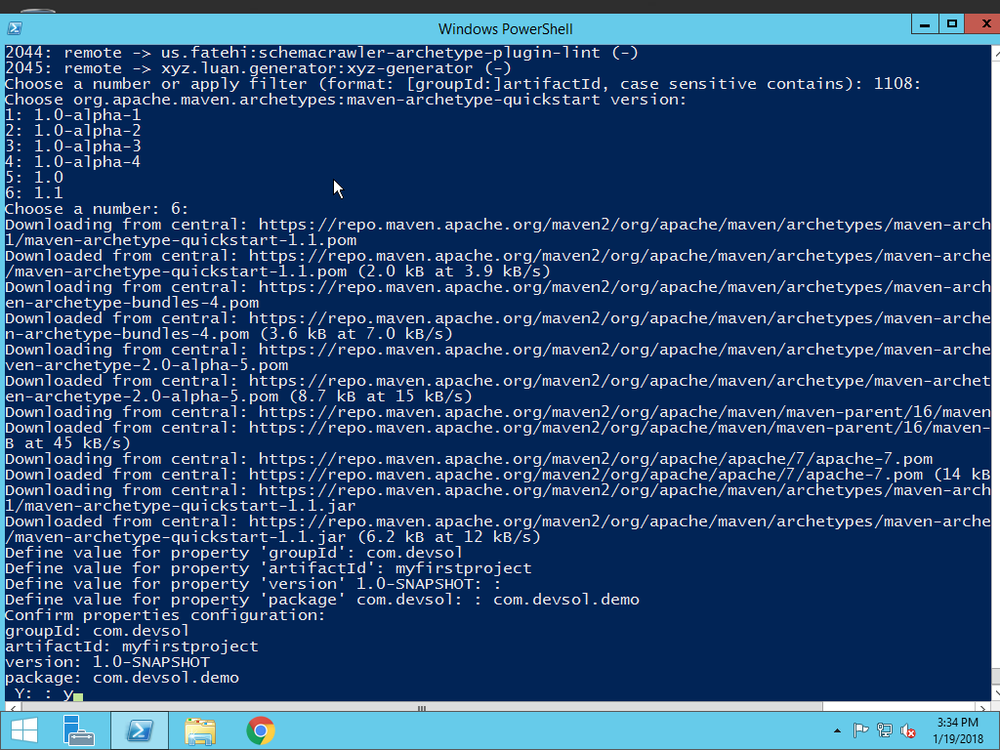 Windows PowerShell
2044: remote -> us.fatehi:schemacrawler-archetype-plugin-lint (-)
2045: remote -> xyz.luan.generator:xyz-generator (-)
Choose a number or apply filter (format: [groupId:]artifactId, case sensitive contains): 1108:
Choose org.apache.maven.archetypes:maven-archetype-quickstart version:
1: 1.0-alpha-1
2: 1.0-alpha-2
3: 1.0-alpha-3
4: 1.0-alpha-4
5: 1.0
6: 1.1
Choose a number: 6:
Downloading from central: https://repo.maven.apache.org/maven2/org/apache/maven/archetypes/maven-arch
1/maven-archetype-quickstart-1.1.pom
Downloaded from central: https://repo.maven.apache.org/maven2/org/apache/maven/archetypes/maven-arche
/maven-archetype-quickstart-1.1.pom (2.0 kB at 3.9 kB/s)
Downloading from central: https://repo.maven.apache.org/maven2/org/apache/maven/archetypes/maven-arch
en-archetype-bundles-4.pom
Downloaded from central: https://repo.maven.apache.org/maven2/org/apache/maven/archetypes/maven-arche
n-archetype-bundles-4.pom (3.6 kB at 7.0 kB/s)
Downloading from central: https://repo.maven.apache.org/maven2/org/apache/maven/archetype/maven-arche
ven-archetype-2.0-alpha-5.pom
Downloaded from central: https://repo.maven.apache.org/maven2/org/apache/maven/archetype/maven-archet
en-archetype-2.0-alpha-5.pom (8.7 kB at 15 kB/s)
Downloading from central: https://repo.maven.apache.org/maven2/org/apache/maven/maven-parent/16/maven
Downloaded from central: https://repo.maven.apache.org/maven2/org/apache/maven/maven-parent/16/maven-
B at 45 kB/s)
Downloading from central: https://repo.maven.apache.org/maven2/org/apache/apache/7/apache-7.pom
Downloaded from central: https://repo.maven.apache.org/maven2/org/apache/apache/7/apache-7.pom (14 kB
Downloading from central: https://repo.maven.apache.org/maven2/org/apache/maven/archetypes/maven-arch
1/maven-archetype-quickstart-1.1.jar
Downloaded from central: https://repo.maven.apache.org/maven2/org/apache/maven/archetypes/maven-arche
/maven-archetype-quickstart-1.1.jar (6.2 kB at 12 kB/s)
Define value for property 'groupId': com.devsol
Define value for property 'artifactId': myfirstproject
Define value for property 'version' 1.0-SNAPSHOT: :
Define value for property 'package' com.devsol: : com.devsol.demo
Confirm properties configuration:
groupId: com.devsol
artifactId: myfirstproject
version: 1.0-SNAPSHOT
package: com.devsol.demo
Y: : y
3:34 PM
1/19/2018